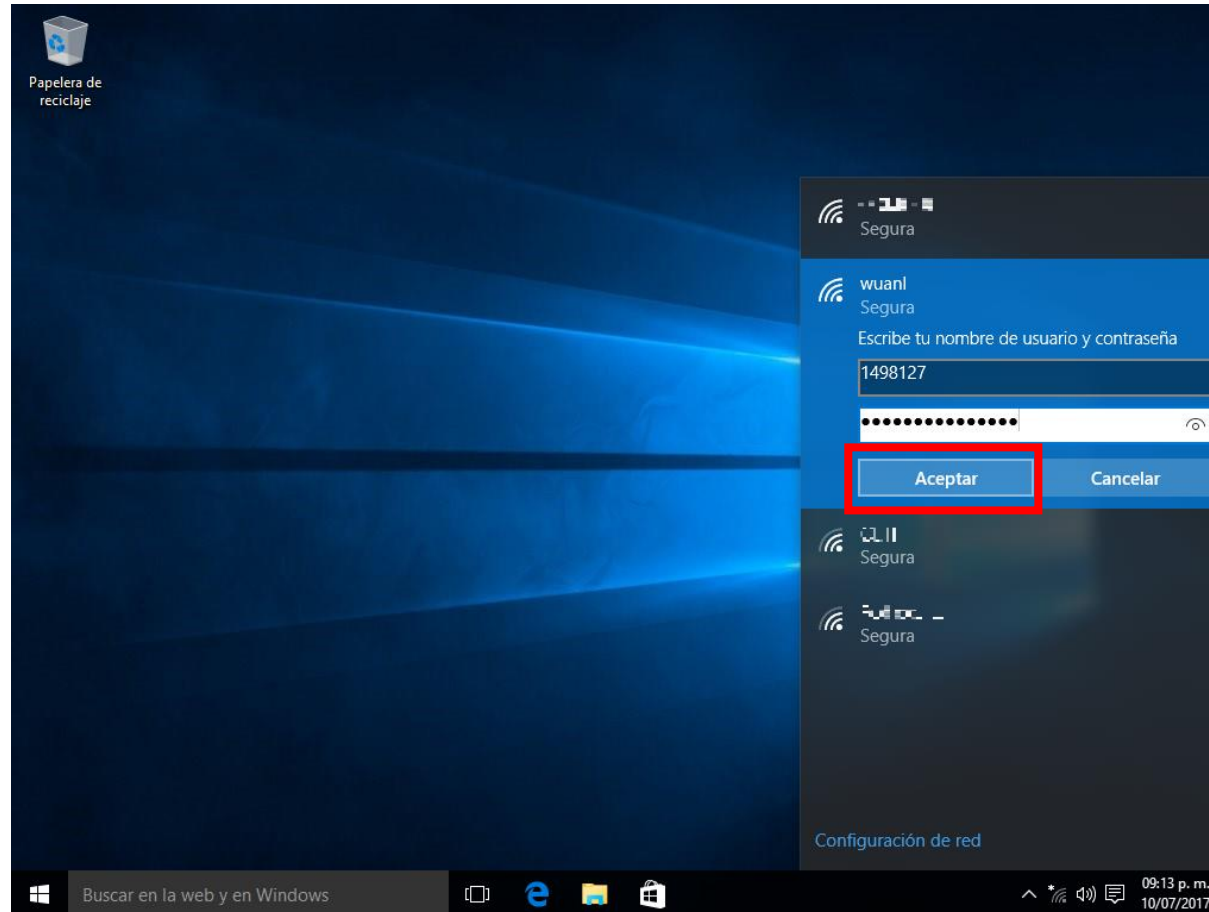 Papelera de
reciclaje
Segura
wuanl
Segura
Escribe tu nombre de usuario y contraseña
1498127
Aceptar
Cancelar
Segura
Segura
Configuración de red
Buscar en la web y en Windows
09:13 p. m.
10/07/2017